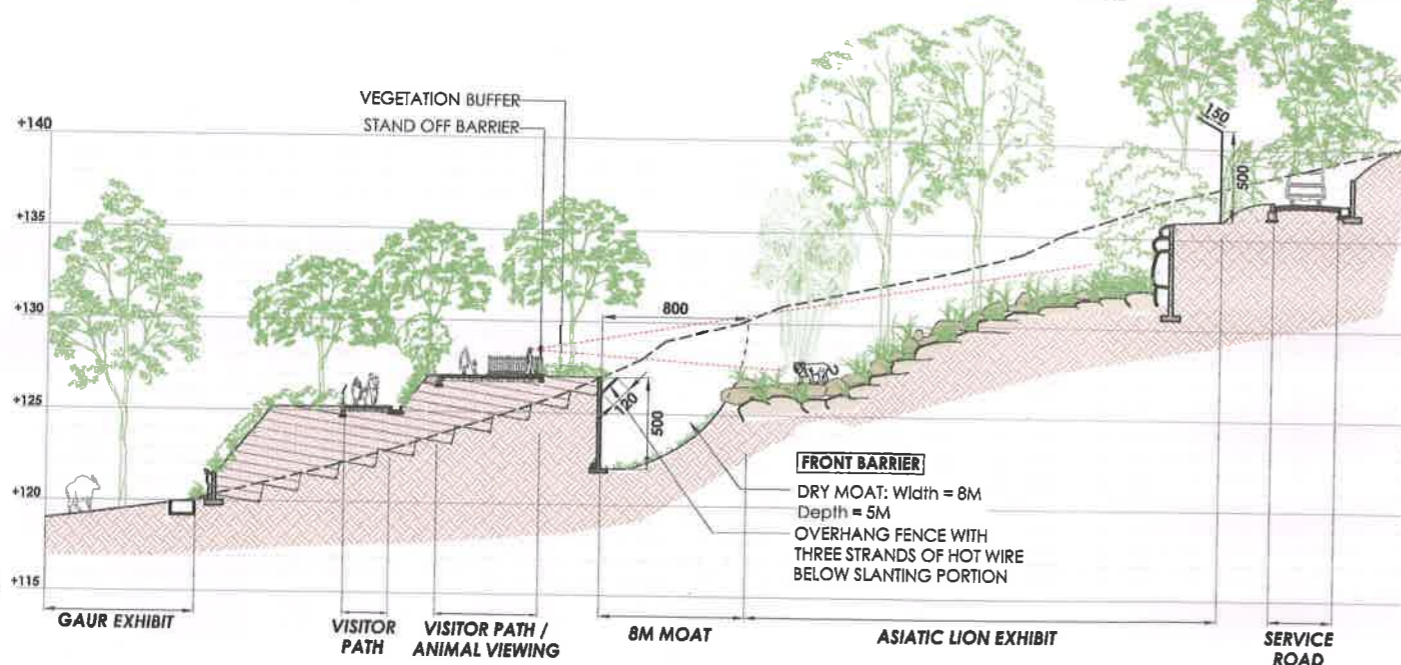 VEGETATION BUFFER
STAND OFF BARRIER
+140
+135
+130
+125
+120
+115
150
500
800
120
500
FRONT BARRIER
DRY MOAT: Width = 8M
Depth = 5M
OVERHANG FENCE WITH
THREE STRANDS OF HOT WIRE
BELOW SLANTING PORTION
GAUR EXHIBIT
VISITOR
PATH
VISITOR PATH /
ANIMAL VIEWING
8M MOAT
ASIATIC LION EXHIBIT
SERVICE
ROAD